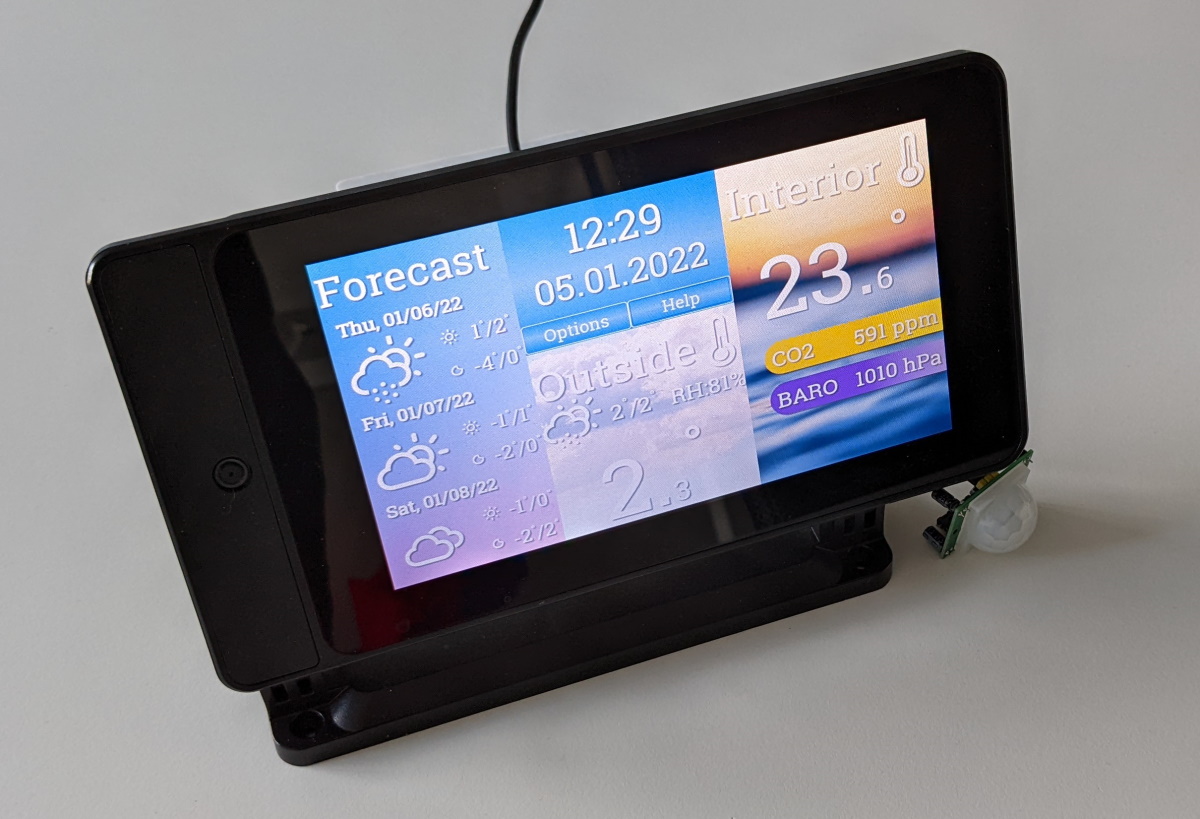 Forecast
Thu, 01/06/22
1°/2°
-4°/0°
Fri, 01/07/22
-1°/1°
-2°/0°
Sat, 01/08/22
-1°/0°
-2°/2°
12:29
05.01.2022
Options Help
Outside
2°/2° RH:81%
2.3°
Interior
23.6°
CO2 591 ppm
BARO 1010 hPa